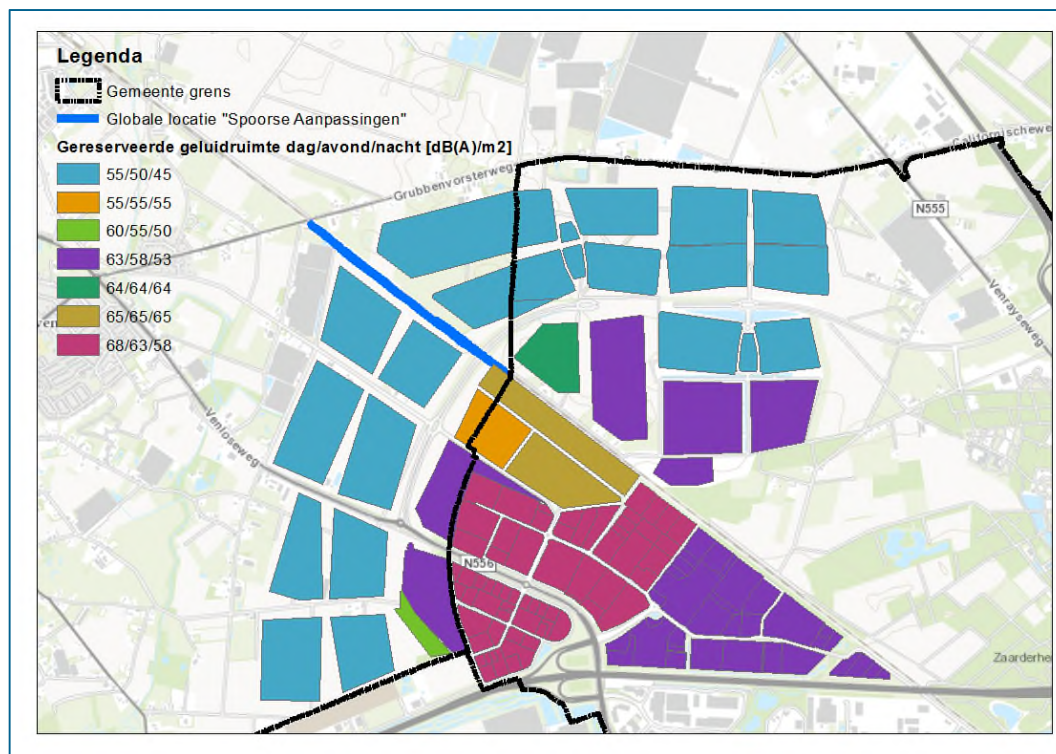 Legenda
Gemeente grens
Globale locatie "Spoorse Aanpassingen"
Gereserveerde geluidruimte dag/avond/nacht [dB(A)/m2]
55/50/45
55/55/55
60/55/50
63/58/53
64/64/64
65/65/65
68/63/58
Grubbenvorsterweg
Californischeweg
N555
Venrayseweg
Venloseweg
N556
Zaarderhe